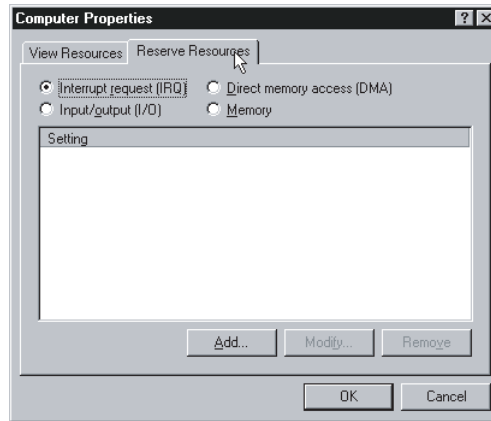 Computer Properties
View Resources Reserve Resources
Interrupt request (IRQ) Direct memory access (DMA)
Input/output (I/O) Memory
Setting
Add... Modify... Remove
OK Cancel